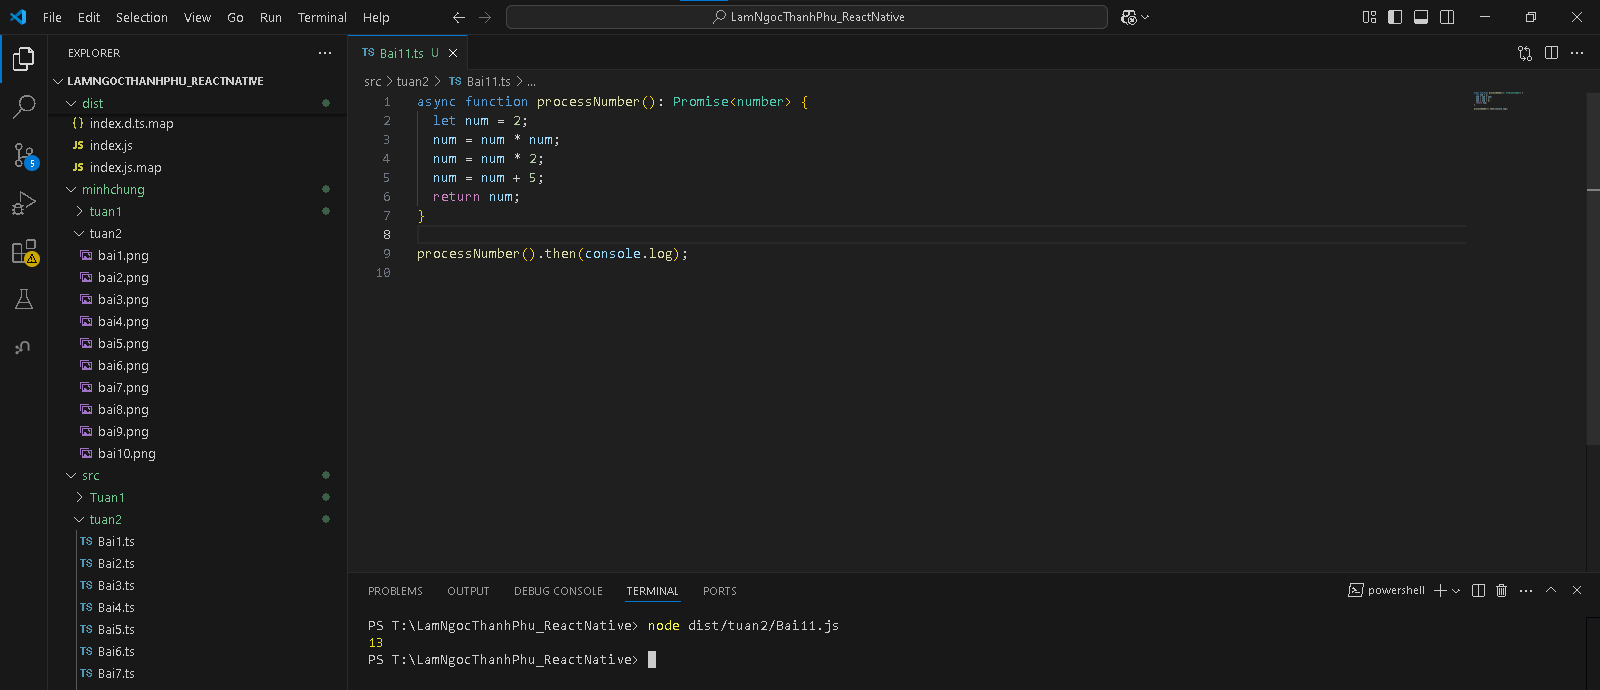 File Edit Selection View Go Run Terminal Help
LamNgocThanhPhu_ReactNative
EXPLORER
LAMNGOCTHANHPHU_REACTNATIVE
dist
{} index.d.ts.map
JS index.js
JS index.js.map
minhchung
tuan1
tuan2
bai1.png
bai2.png
bai3.png
bai4.png
bai5.png
bai6.png
bai7.png
bai8.png
bai9.png
bai10.png
src
Tuan1
tuan2
TS Bai1.ts
TS Bai2.ts
TS Bai3.ts
TS Bai4.ts
TS Bai5.ts
TS Bai6.ts
TS Bai7.ts
5
TS Bai11.ts U
src > tuan2 > TS Bai11.ts > ...
1 async function processNumber(): Promise<number> {
2 let num = 2;
3 num = num * num;
4 num = num * 2;
5 num = num + 5;
6 return num;
7 }
8
9 processNumber().then(console.log);
10
PROBLEMS OUTPUT DEBUG CONSOLE TERMINAL PORTS
powershell
PS T:\LamNgocThanhPhu_ReactNative> node dist/tuan2/Bai11.js
13
PS T:\LamNgocThanhPhu_ReactNative>